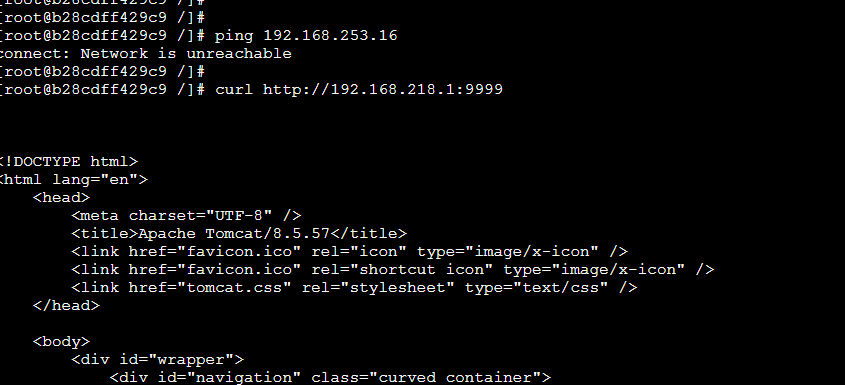 [root@b28cdff429c9 /]#
[root@b28cdff429c9 /]#
[root@b28cdff429c9 /]# ping 192.168.253.16
connect: Network is unreachable
[root@b28cdff429c9 /]#
[root@b28cdff429c9 /]# curl http://192.168.218.1:9999
<!DOCTYPE html>
<html lang="en">
<head>
<meta charset="UTF-8" />
<title>Apache Tomcat/8.5.57</title>
<link href="favicon.ico" rel="icon" type="image/x-icon" />
<link href="favicon.ico" rel="shortcut icon" type="image/x-icon" />
<link href="tomcat.css" rel="stylesheet" type="text/css" />
</head>
<body>
<div id="wrapper">
<div id="navigation" class="curved container">